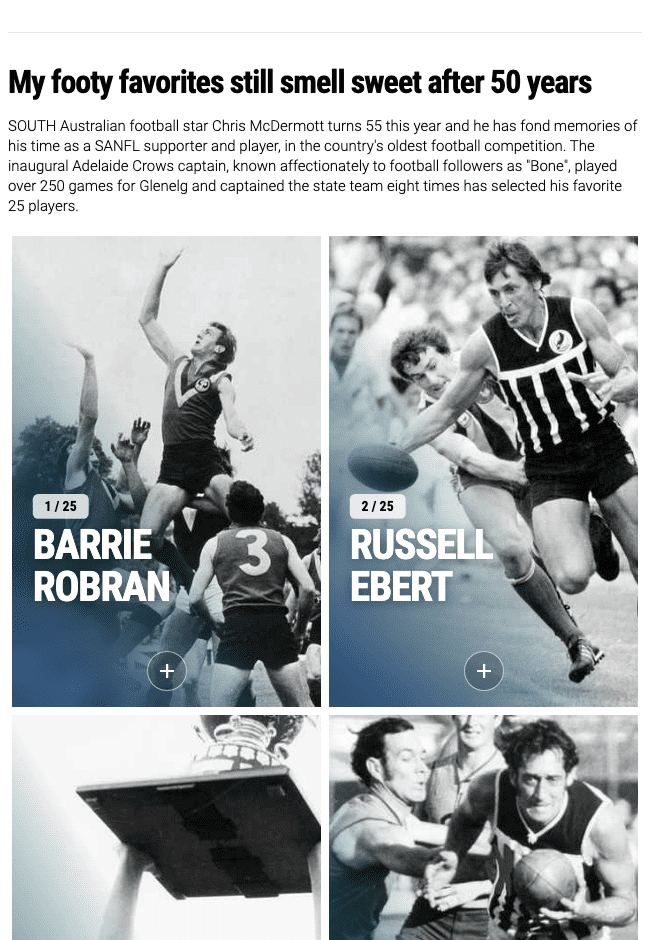 My footy favorites still smell sweet after 50 years
SOUTH Australian football star Chris McDermott turns 55 this year and he has fond memories of
his time as a SANFL supporter and player, in the country's oldest football competition. The
inaugural Adelaide Crows captain, known affectionately to football followers as "Bone", played
over 250 games for Glenelg and captained the state team eight times has selected his favorite
25 players.
1 / 25
BARRIE
ROBRAN
3
2 / 25
RUSSELL
EBERT